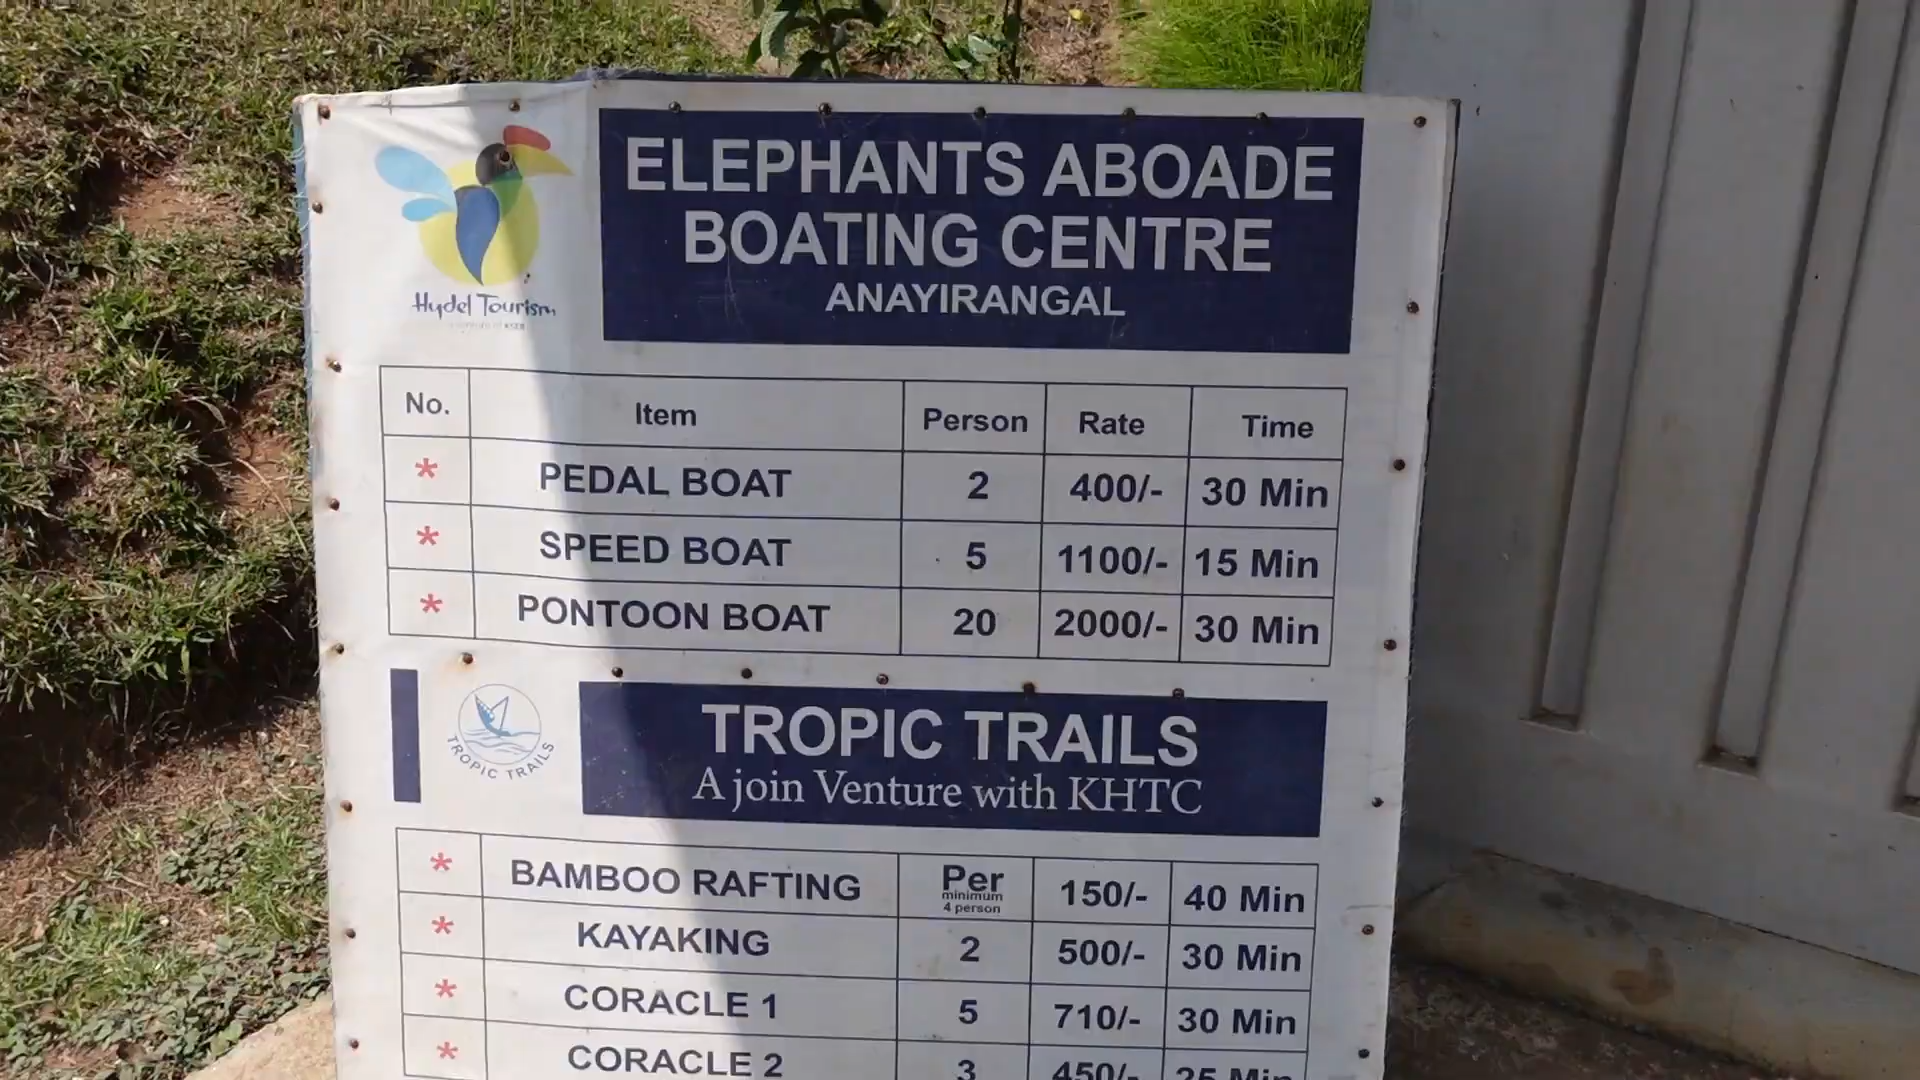 ELEPHANTS ABOADE
BOATING CENTRE
ANAYIRANGAL
Hydel Tourism
No. Item Person Rate Time
* PEDAL BOAT 2 400/- 30 Min
* SPEED BOAT 5 1100/- 15 Min
* PONTOON BOAT 20 2000/- 30 Min
TROPIC TRAILS
TROPIC TRAILS
A join Venture with KHTC
* BAMBOO RAFTING Per minimum 4 person 150/- 40 Min
* KAYAKING 2 500/- 30 Min
* CORACLE 1 5 710/- 30 Min
* CORACLE 2 3 450/- 25 Min